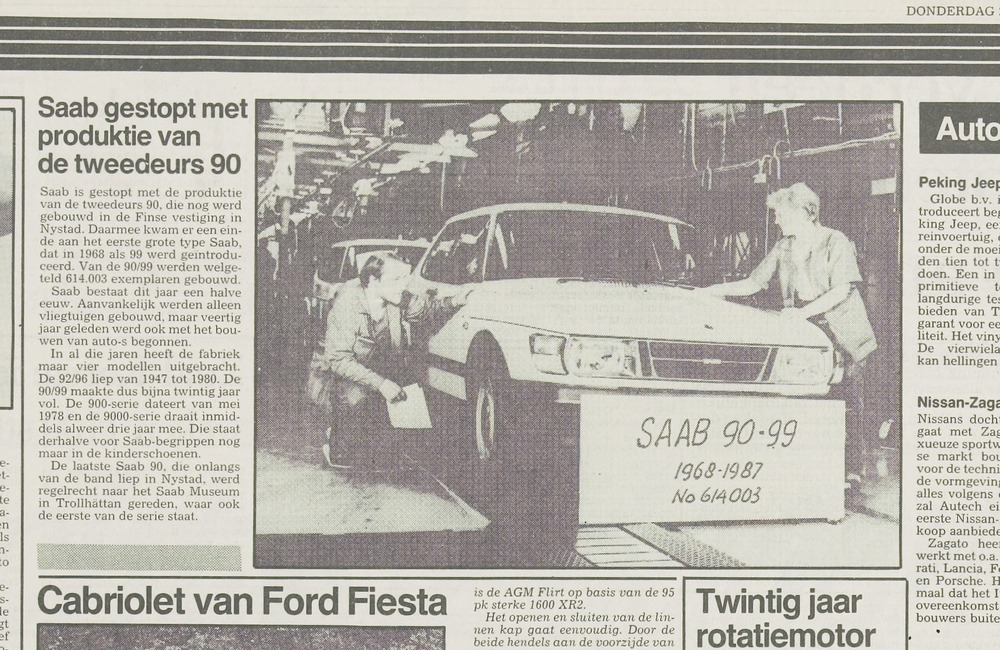 DONDERDAG
Saab gestopt met
produktie van
de tweedeurs 90
Saab is gestopt met de produktie
van de tweedeurs 90, die nog werd
gebouwd in de Finse vestiging in
Nystad. Daarmee kwam er een ein-
de aan het eerste grote type Saab,
dat in 1968 als 99 werd geïntrodu-
ceerd. Van de 90/99 werden welge-
teld 614.003 exemplaren gebouwd.
Saab bestaat dit jaar een halve
eeuw. Aanvankelijk werden alleen
vliegtuigen gebouwd, maar veertig
jaar geleden werd ook met het bou-
wen van auto-s begonnen.
In al die jaren heeft de fabriek
maar vier modellen uitgebracht.
De 92/96 liep van 1947 tot 1980. De
90/99 maakte dus bijna twintig jaar
vol. De 900-serie dateert van mei
1978 en de 9000-serie draait inmid-
dels alweer drie jaar mee. Die staat
derhalve voor Saab-begrippen nog
maar in de kinderschoenen.
De laatste Saab 90, die onlangs
van de band liep in Nystad, werd
regelrecht naar het Saab Museum
in Trollhättan gereden, waar ook
de eerste van de serie staat.
SAAB 90-99
1968-1987
No 614003
Cabriolet van Ford Fiesta
is de AGM Flirt op basis van de 95
pk sterke 1600 XR2.
Het openen en sluiten van de lin-
nen kap gaat eenvoudig. Door de
beide hendels aan de voorzijde van
Twintig jaar
rotatiemotor
Auto
Peking Jeep
Globe b.v. i
troduceert be
king Jeep, ee
reinvoertuig,
onder de moei
den tien tot t
doen. Een in
primitieve t
langdurige tes
bieden van T
garant voor ee
liteit. Het viny
De vierwiela
kan hellingen
Nissan-Zaga
Nissans doch
gaat met Zag
xueuze sportw
se markt bou
voor de techni
de vormgeving
alles volgens
zal Autech ei
eerste Nissan-
koop aanbiede
Zagato hee
werkt met o.a.
rati, Lancia, Fe
en Porsche. H
maal dat het I
overeenkomst
bouwers buite